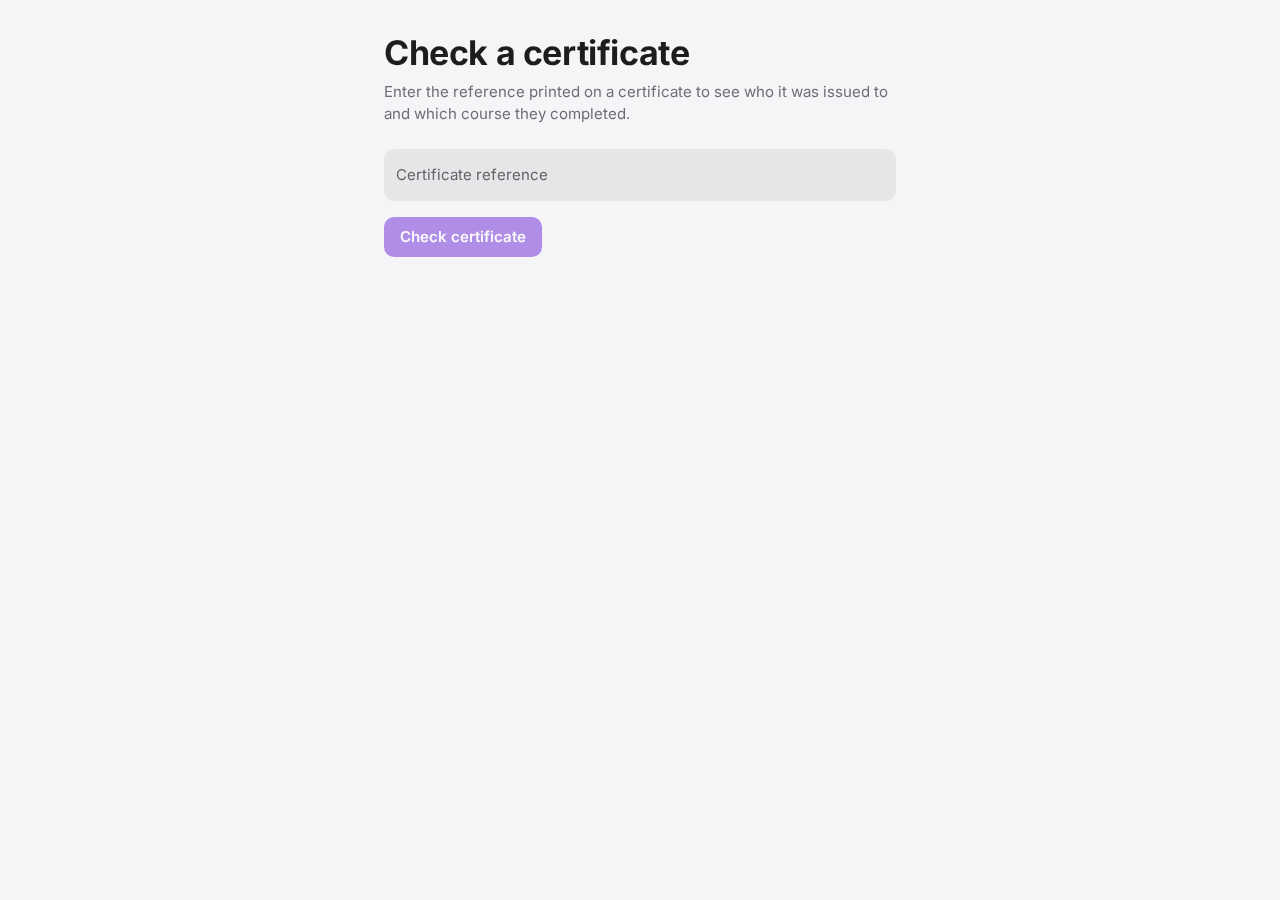 Check a certificate
Enter the reference printed on a certificate to see who it was issued to
and which course they completed.
Certificate reference
Check certificate